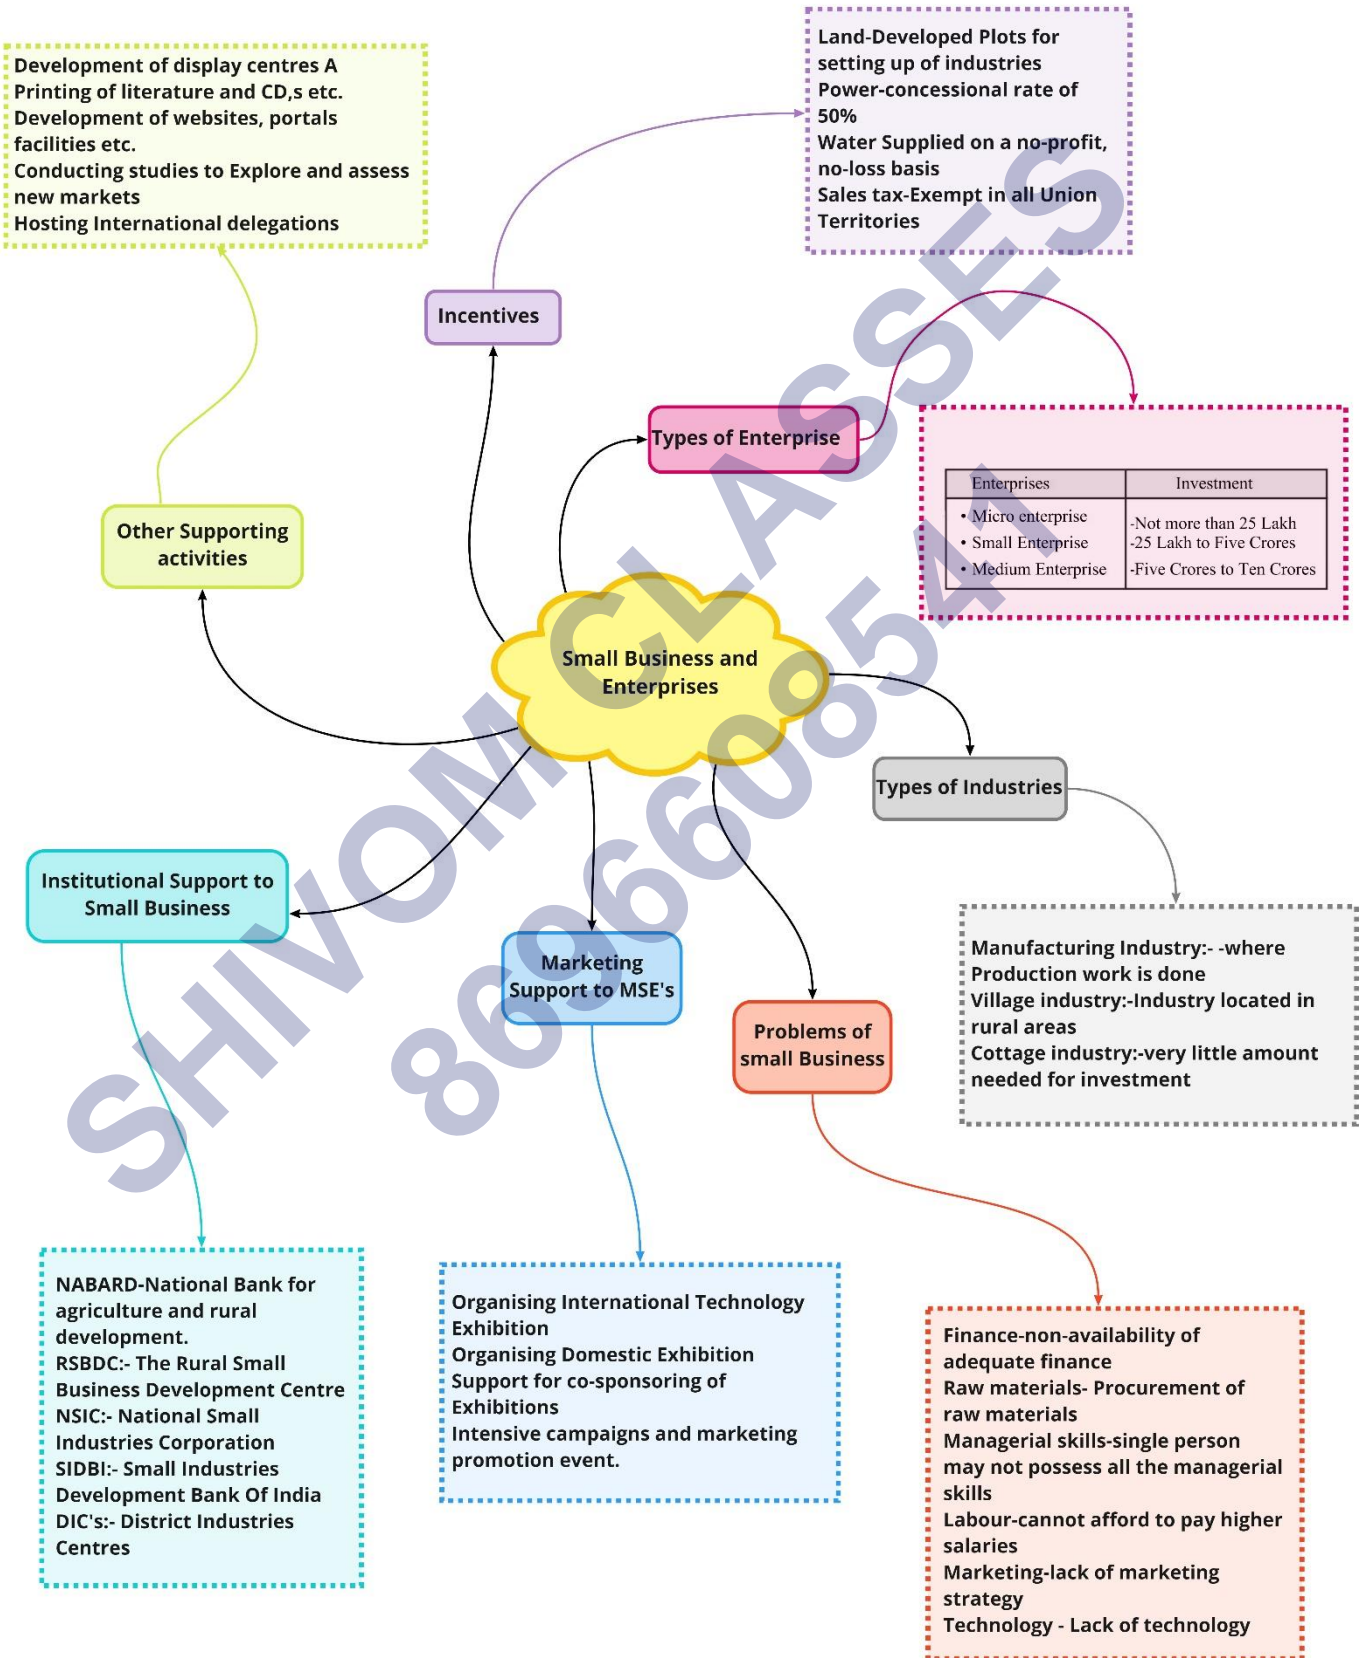 Development of display centres A
Printing of literature and CD,s etc.
Development of websites, portals
facilities etc.
Conducting studies to Explore and assess
new markets
Hosting International delegations
Land-Developed Plots for
setting up of industries
Power-concessional rate of
50%
Water Supplied on a no-profit,
no-loss basis
Sales tax-Exempt in all Union
Territories
Incentives
Types of Enterprise
Enterprises
Investment
• Micro enterprise
-Not more than 25 Lakh
• Small Enterprise
-25 Lakh to Five Crores
• Medium Enterprise
-Five Crores to Ten Crores
Other Supporting
activities
Small Business and
Enterprises
Types of Industries
Institutional Support to
Small Business
Marketing
Support to MSE's
Problems of
small Business
Manufacturing Industry:- -where
Production work is done
Village industry:-Industry located in
rural areas
Cottage industry:-very little amount
needed for investment
NABARD-National Bank for
agriculture and rural
development.
RSBDC:- The Rural Small
Business Development Centre
NSIC:- National Small
Industries Corporation
SIDBI:- Small Industries
Development Bank Of India
DIC's:- District Industries
Centres
Organising International Technology
Exhibition
Organising Domestic Exhibition
Support for co-sponsoring of
Exhibitions
Intensive campaigns and marketing
promotion event.
Finance-non-availability of
adequate finance
Raw materials- Procurement of
raw materials
Managerial skills-single person
may not possess all the managerial
skills
Labour-cannot afford to pay higher
salaries
Marketing-lack of marketing
strategy
Technology - Lack of technology
SHIVOM CLASSES
8696608541